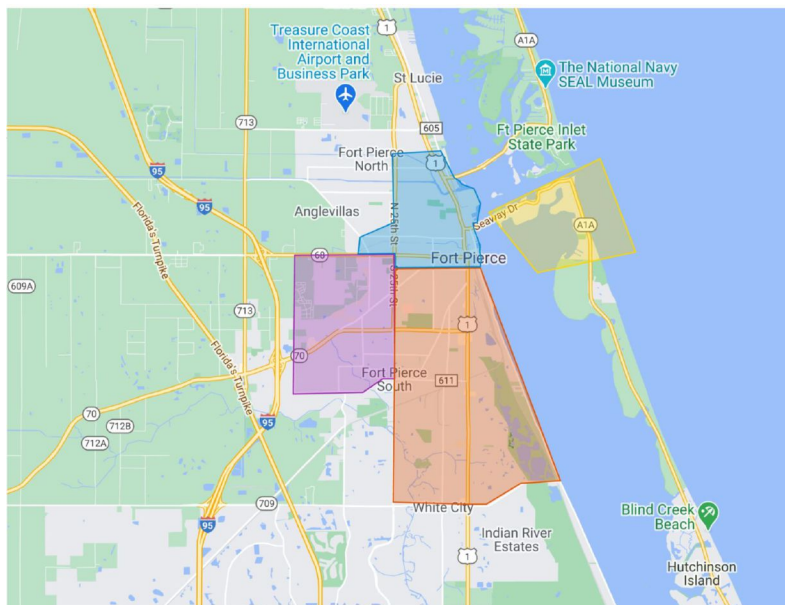 1
Treasure Coast
International
Airport and
Business Park
St Lucie
A1A
The National Navy
SEAL Museum
713
605
Ft Pierce Inlet
State Park
Fort Pierce
North
1
95
95
Anglevillas
N 25th St
Seaway Dr
A1A
Florida's Turnpike
68
Fort Pierce
609A
S 25th St
713
1
70
Florida's Turnpike
Fort Pierce
South
611
70
712B
712A
95
709
White City
95
Indian River
Estates
Blind Creek
Beach
1
Hutchinson
Island